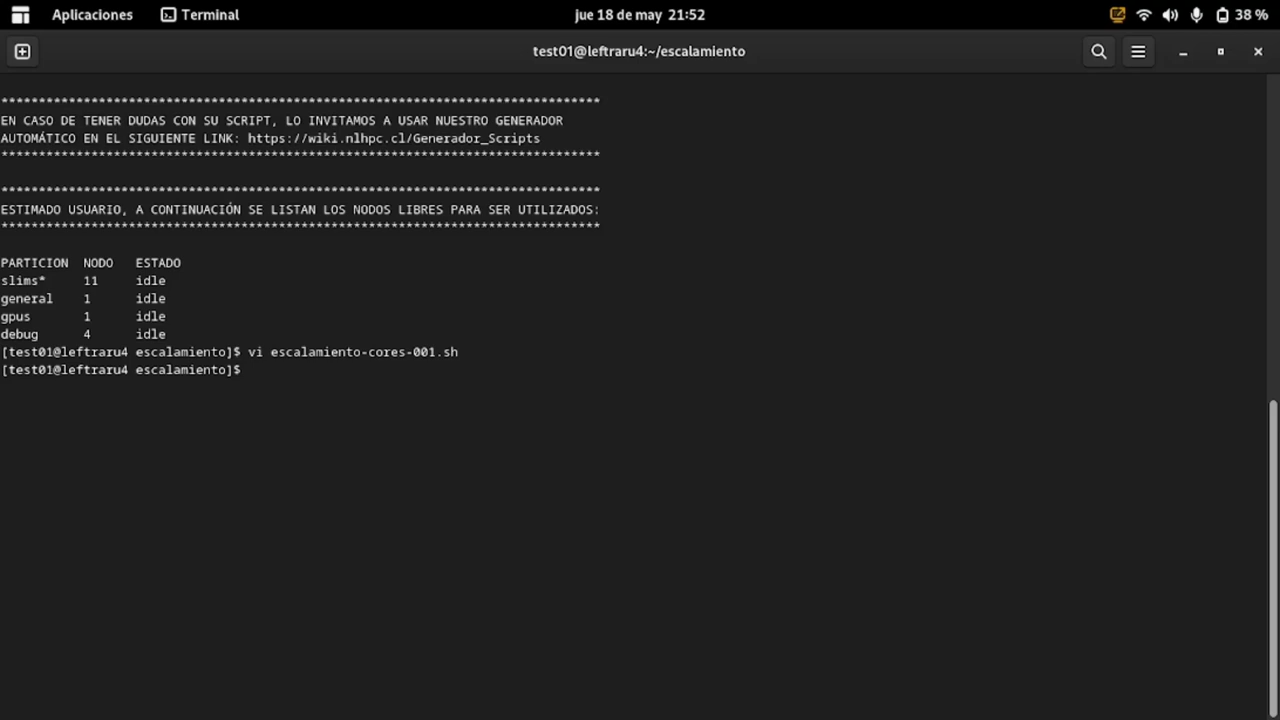 Aplicaciones Terminal jue 18 de may 21:52 38 %
test01@leftraru4:~/escalamiento
********************************************************************************
EN CASO DE TENER DUDAS CON SU SCRIPT, LO INVITAMOS A USAR NUESTRO GENERADOR
AUTOMÁTICO EN EL SIGUIENTE LINK: https://wiki.nlhpc.cl/Generador_Scripts
********************************************************************************
********************************************************************************
ESTIMADO USUARIO, A CONTINUACIÓN SE LISTAN LOS NODOS LIBRES PARA SER UTILIZADOS:
********************************************************************************
PARTICION NODO ESTADO
slims* 11 idle
general 1 idle
gpus 1 idle
debug 4 idle
[test01@leftraru4 escalamiento]$ vi escalamiento-cores-001.sh
[test01@leftraru4 escalamiento]$